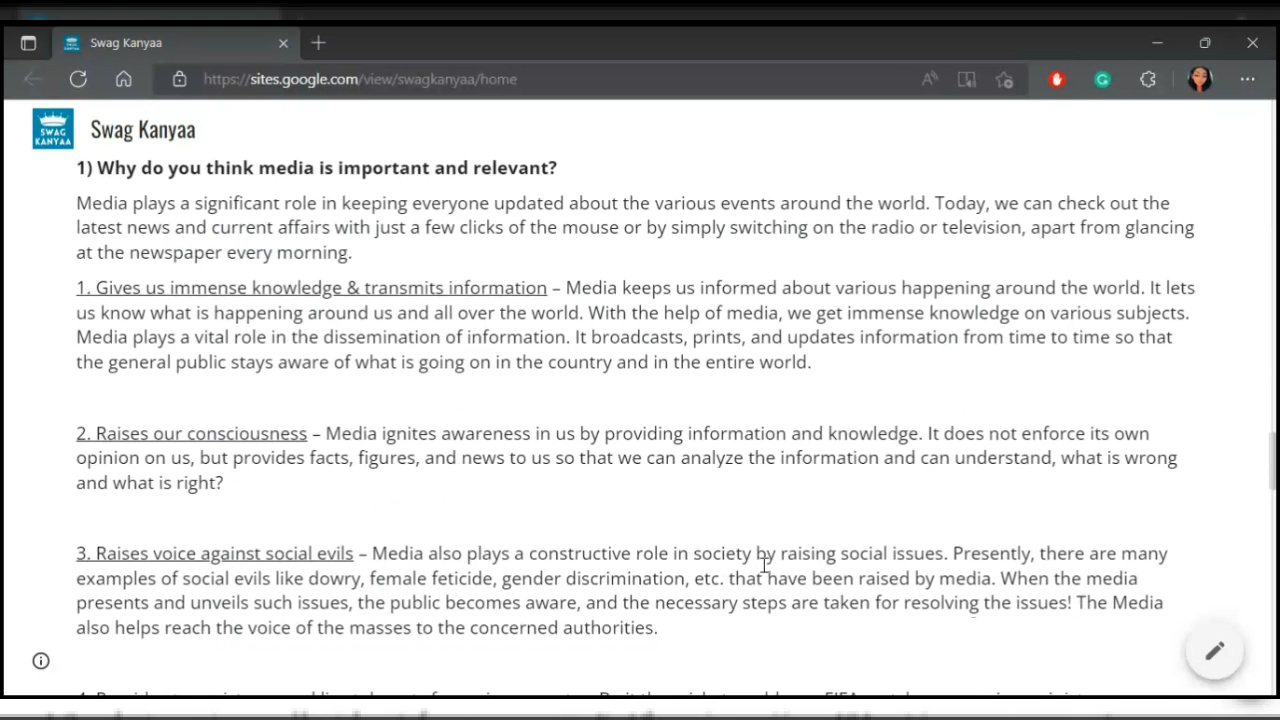 Swag Kanyaa
https://sites.google.com/view/swagkanyaa/home
SWAG
KANYAA
Swag Kanyaa
1) Why do you think media is important and relevant?
Media plays a significant role in keeping everyone updated about the various events around the world. Today, we can check out the
latest news and current affairs with just a few clicks of the mouse or by simply switching on the radio or television, apart from glancing
at the newspaper every morning.
1. Gives us immense knowledge & transmits information – Media keeps us informed about various happening around the world. It lets
us know what is happening around us and all over the world. With the help of media, we get immense knowledge on various subjects.
Media plays a vital role in the dissemination of information. It broadcasts, prints, and updates information from time to time so that
the general public stays aware of what is going on in the country and in the entire world.
2. Raises our consciousness – Media ignites awareness in us by providing information and knowledge. It does not enforce its own
opinion on us, but provides facts, figures, and news to us so that we can analyze the information and can understand, what is wrong
and what is right?
3. Raises voice against social evils – Media also plays a constructive role in society by raising social issues. Presently, there are many
examples of social evils like dowry, female feticide, gender discrimination, etc. that have been raised by media. When the media
presents and unveils such issues, the public becomes aware, and the necessary steps are taken for resolving the issues! The Media
also helps reach the voice of the masses to the concerned authorities.